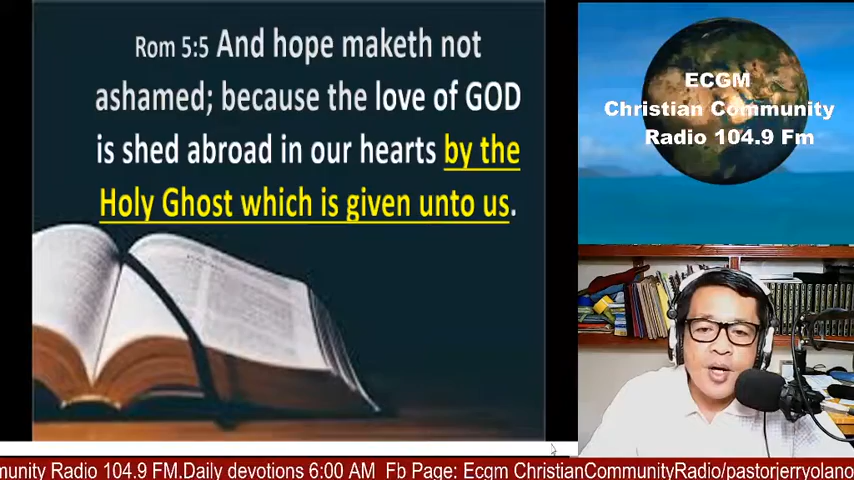 Rom 5:5 And hope maketh not
ashamed; because the love of GOD
is shed abroad in our hearts by the
Holy Ghost which is given unto us.
ECGM
Christian Community
Radio 104.9 Fm
munity Radio 104.9 FM.Daily devotions 6:00 AM Fb Page: Ecgm ChristianCommunityRadio/pastorjerryolano